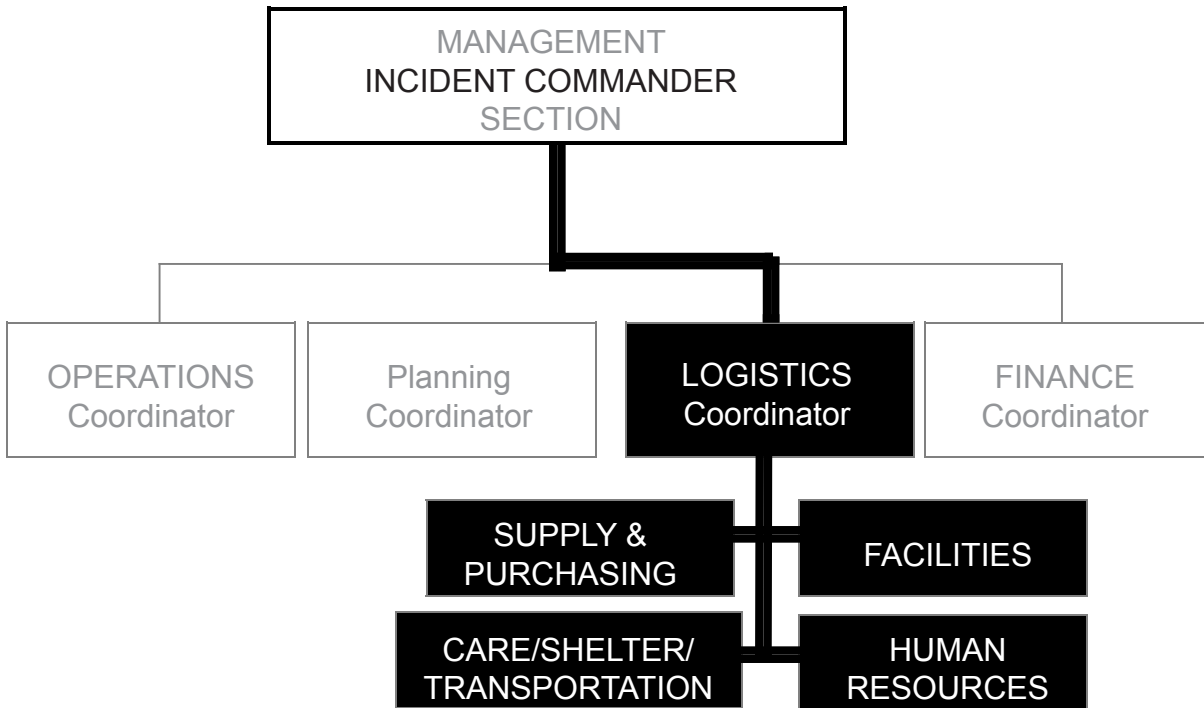 MANAGEMENT
INCIDENT COMMANDER
SECTION
OPERATIONS
Coordinator
Planning
Coordinator
LOGISTICS
Coordinator
FINANCE
Coordinator
SUPPLY &
PURCHASING
FACILITIES
CARE/SHELTER/
TRANSPORTATION
HUMAN
RESOURCES